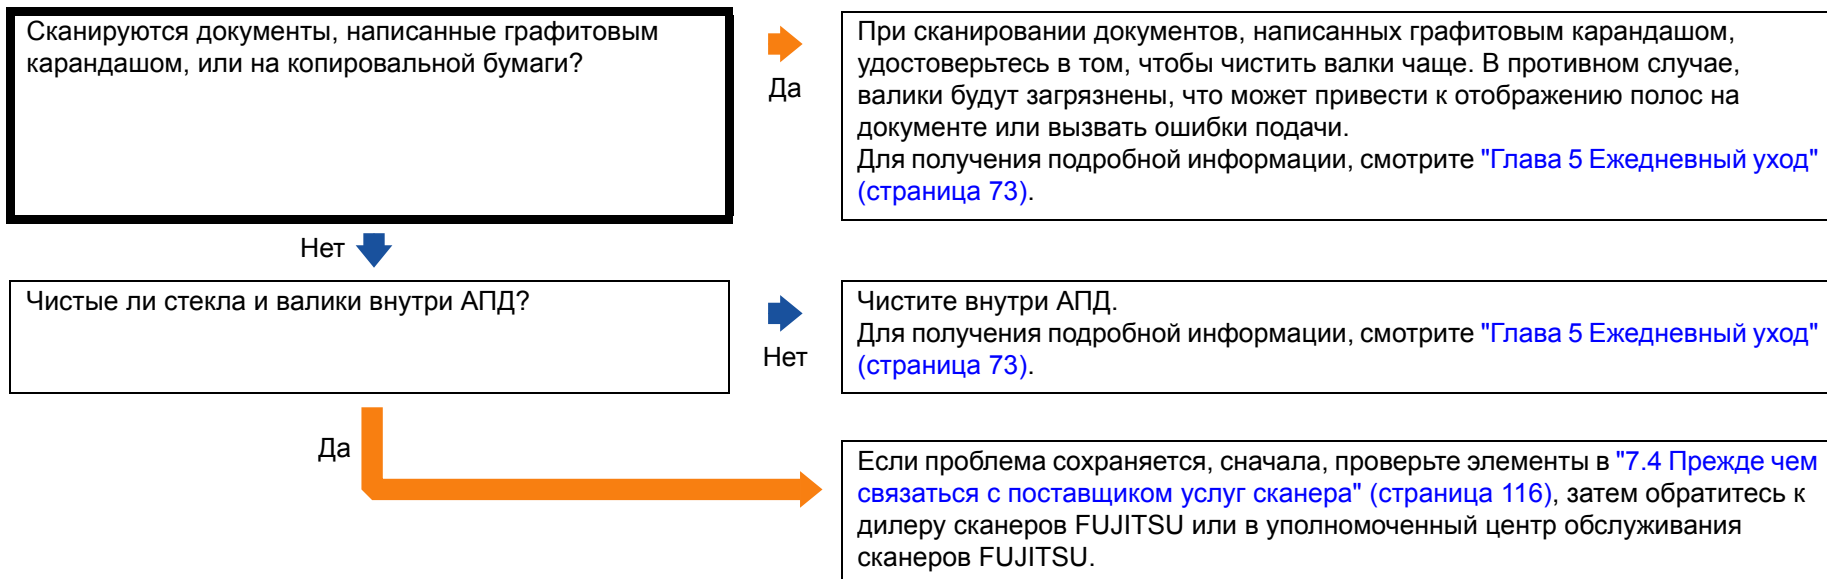 Сканируются документы, написанные графитовым
карандашом, или на копировальной бумаги?
Да
При сканировании документов, написанных графитовым карандашом,
удостоверьтесь в том, чтобы чистить валки чаще. В противном случае,
валики будут загрязнены, что может привести к отображению полос на
документе или вызвать ошибки подачи.
Для получения подробной информации, смотрите "Глава 5 Ежедневный уход"
(страница 73).
Нет
Чистые ли стекла и валики внутри АПД?
Нет
Чистите внутри АПД.
Для получения подробной информации, смотрите "Глава 5 Ежедневный уход"
(страница 73).
Да
Если проблема сохраняется, сначала, проверьте элементы в "7.4 Прежде чем
связаться с поставщиком услуг сканера" (страница 116), затем обратитесь к
дилеру сканеров FUJITSU или в уполномоченный центр обслуживания
сканеров FUJITSU.